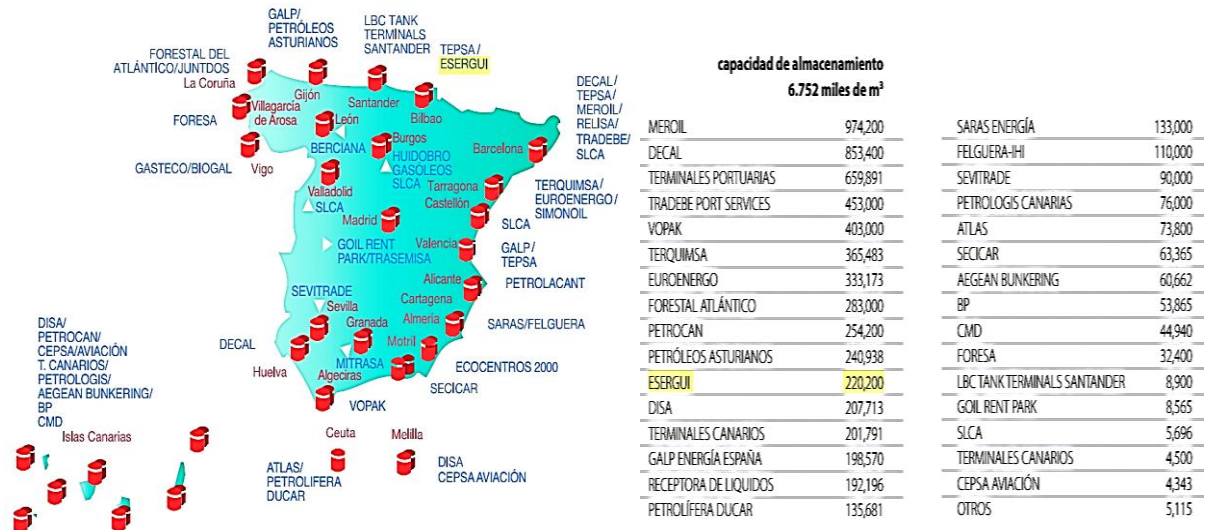 GALP/
PETRÓLEOS
ASTURIANOS
LBC TANK
TERMINALS
SANTANDER
TEPSA/
ESERGUI
FORESTAL DEL
ATLÁNTICO/JUNTDOS
La Coruña
Gijón
Santander
Bilbao
DECAL/
TEPSA/
MEROIL/
RELISA/
TRADEBE/
SLCA
FORESA
Villagarcía
de Arosa
León
BERCIANA
Burgos
HUIDOBRO
GASOLEOS
SLCA
Barcelona
GASTECO/BIOGAL
Vigo
Valladolid
SLCA
Tarragona
TERQUIMSA/
EUROENERGO/
SIMONOIL
Castellón
SLCA
Madrid
GOIL RENT
PARK/TRASEMISA
Valencia
GALP/
TEPSA
Alicante
PETROLACANT
SEVITRADE
Sevilla
Cartagena
Almería
SARAS/FELGUERA
DECAL
Huelva
Granada
MITRASA
Motril
ECOCENTROS 2000
SECICAR
Algeciras
VOPAK
DISA/
PETROCAN/
CEPSA/AVIACIÓN
T. CANARIOS/
PETROLOGIS/
AEGEAN BUNKERING/
BP
CMD
Islas Canarias
Ceuta
ATLAS/
PETROLIFERA
DUCAR
Melilla
DISA
CEPSA AVIACIÓN
capacidad de almacenamiento
6.752 miles de m³
MEROIL 974,200
DECAL 853,400
TERMINALES PORTUARIAS 659,891
TRADEBE PORT SERVICES 453,000
VOPAK 403,000
TERQUIMSA 365,483
EUROENERGO 333,173
FORESTAL ATLÁNTICO 283,000
PETROCAN 254,200
PETRÓLEOS ASTURIANOS 240,938
ESERGUI 220,200
DISA 207,713
TERMINALES CANARIOS 201,791
GALP ENERGÍA ESPAÑA 198,570
RECEPTORA DE LIQUIDOS 192,196
PETROLÍFERA DUCAR 135,681
SARAS ENERGÍA 133,000
FELGUERA-IHI 110,000
SEVITRADE 90,000
PETROLOGIS CANARIAS 76,000
ATLAS 73,800
SECICAR 63,365
AEGEAN BUNKERING 60,662
BP 53,865
CMD 44,940
FORESA 32,400
LBC TANK TERMINALS SANTANDER 8,900
GOIL RENT PARK 8,565
SLCA 5,696
TERMINALES CANARIOS 4,500
CEPSA AVIACIÓN 4,343
OTROS 5,115